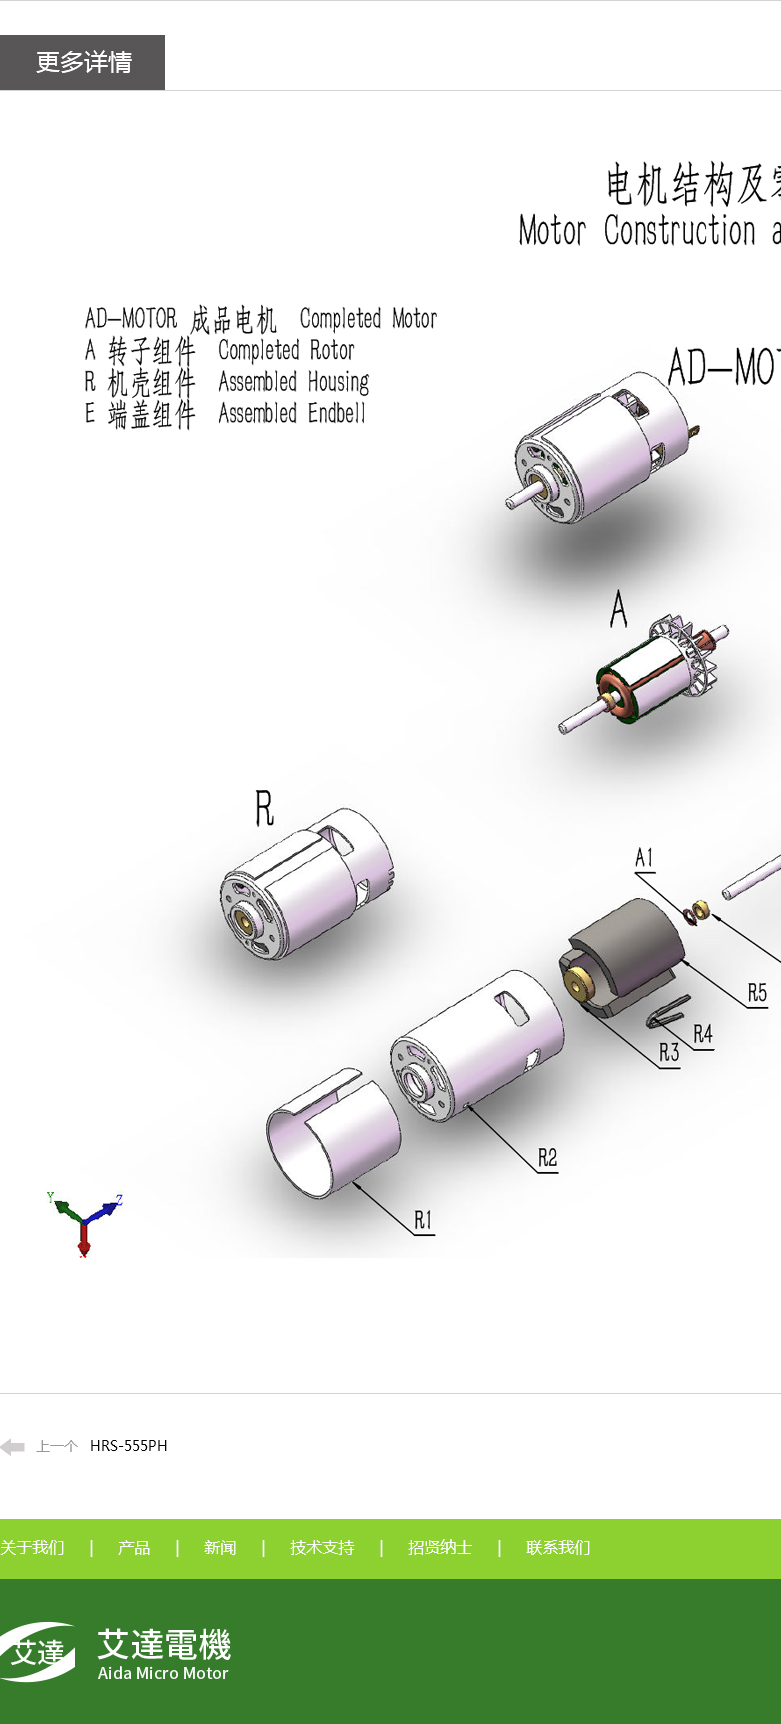 更多详情
电机结构及
Motor Construction a
AD-MOTOR 成品电机 Completed Motor
A 转子组件 Completed Rotor
R 机壳组件 Assembled Housing
E 端盖组件 Assembled Endbell
AD-MO
A
R
A1
R5
R4
R3
R2
R1
Y
Z
上一个 HRS-555PH
关于我们 | 产品 | 新闻 | 技术支持 | 招贤纳士 | 联系我们
艾達 艾達電機
Aida Micro Motor